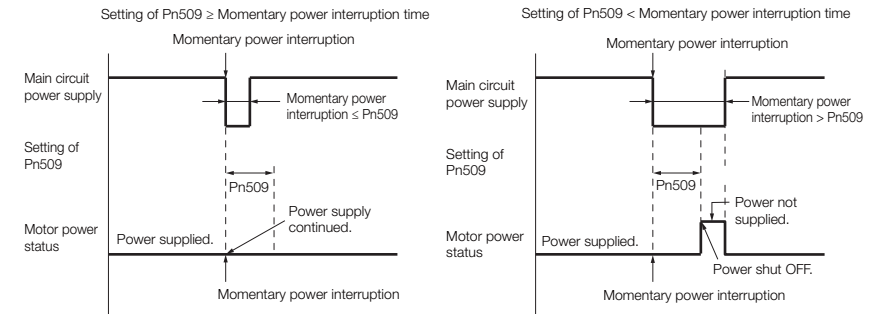 Setting of Pn509 ≥ Momentary power interruption time
Momentary power interruption
Main circuit
power supply
Momentary power
interruption ≤ Pn509
Setting of
Pn509
Pn509
Motor power
status
Power supplied.
Power supply
continued.
Momentary power interruption
Setting of Pn509 < Momentary power interruption time
Momentary power interruption
Main circuit
power supply
Momentary power
interruption > Pn509
Setting of
Pn509
Pn509
Motor power
status
Power supplied.
Power not
supplied.
Power shut OFF.
Momentary power interruption